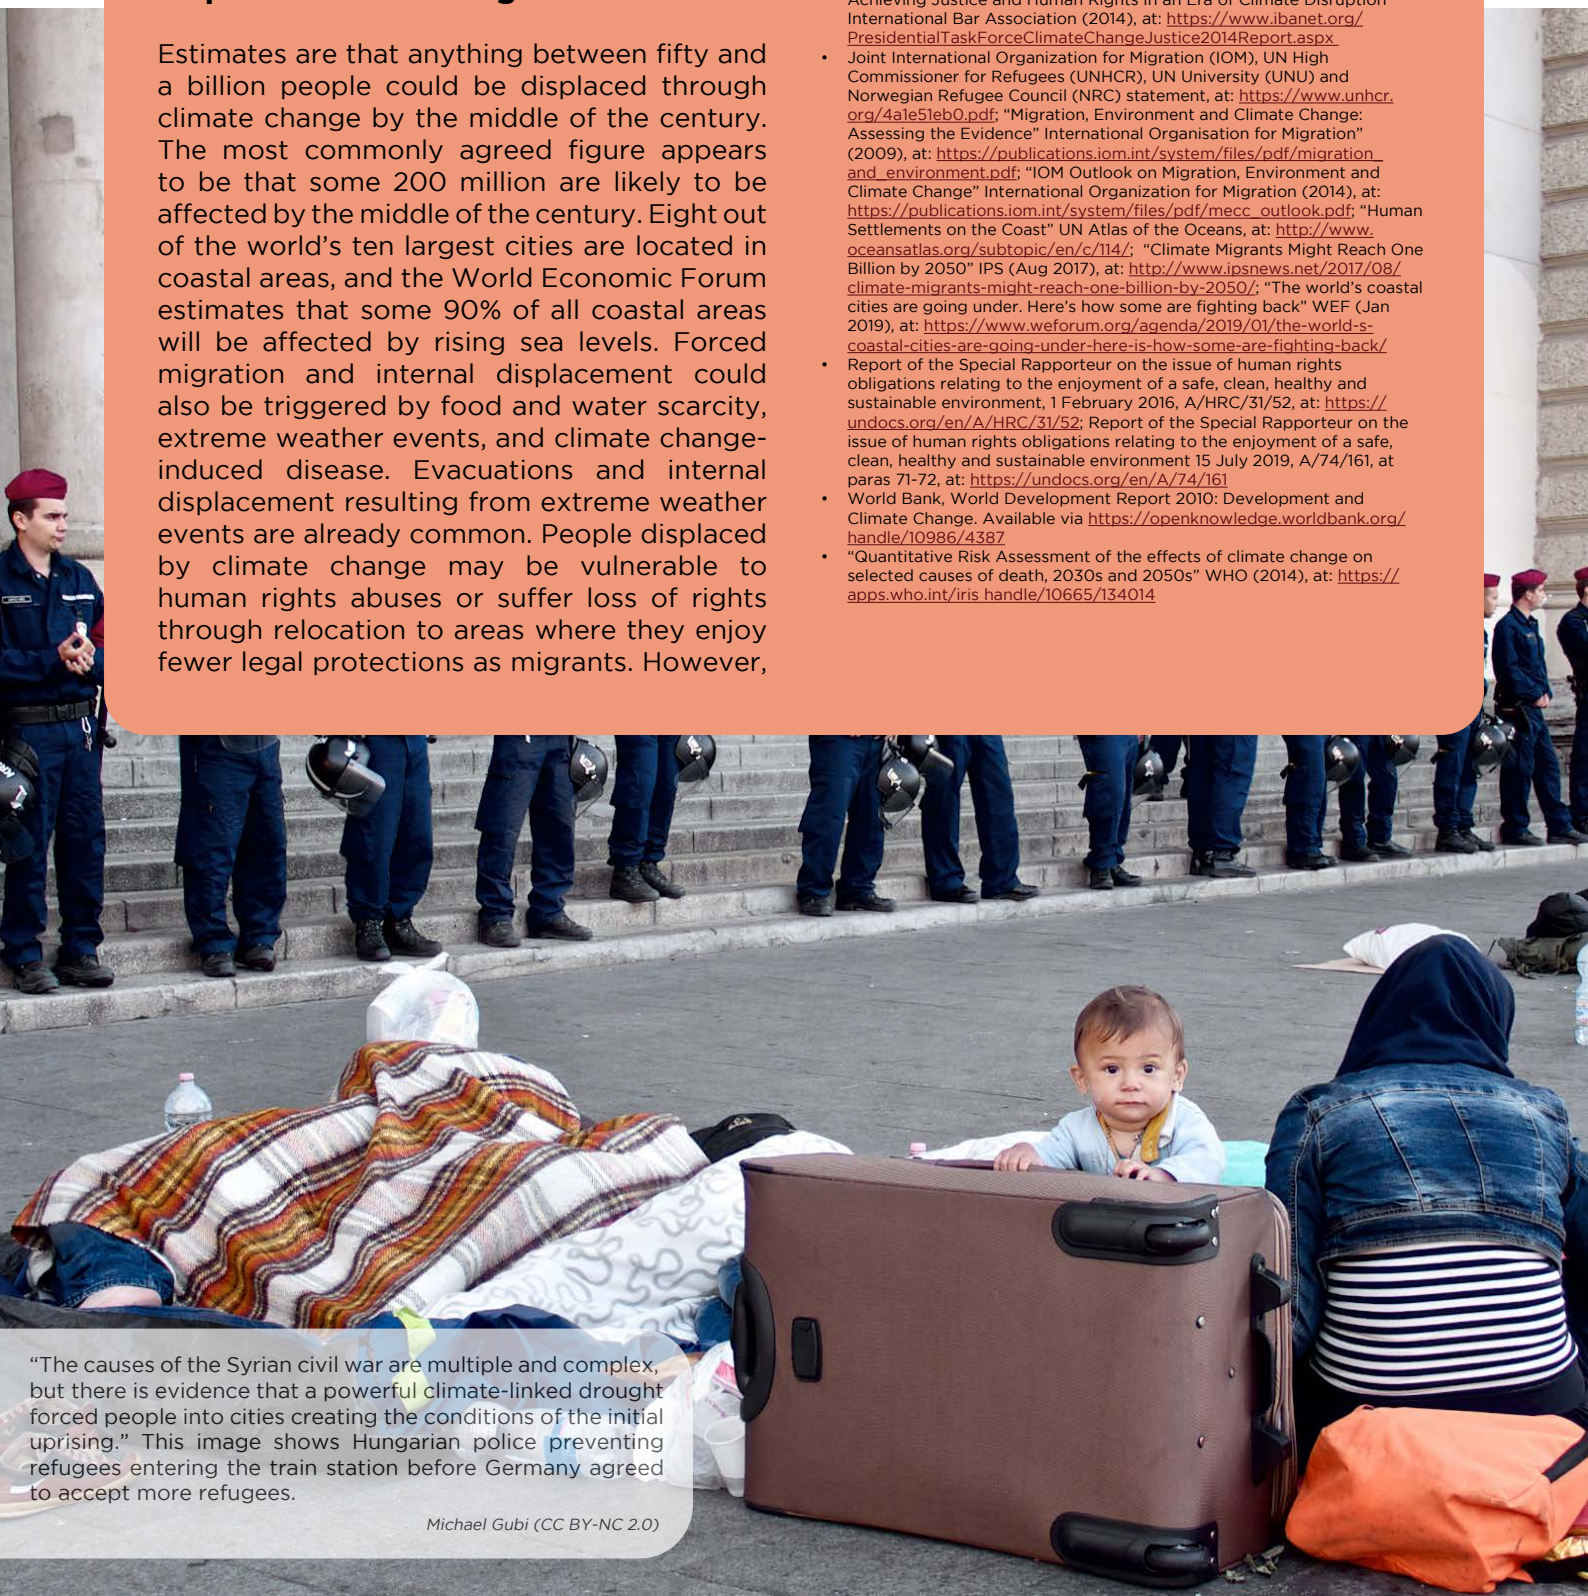 Estimates are that anything between fifty and
a billion people could be displaced through
climate change by the middle of the century.
The most commonly agreed figure appears
to be that some 200 million are likely to be
affected by the middle of the century. Eight out
of the world’s ten largest cities are located in
coastal areas, and the World Economic Forum
estimates that some 90% of all coastal areas
will be affected by rising sea levels. Forced
migration and internal displacement could
also be triggered by food and water scarcity,
extreme weather events, and climate change-
induced disease. Evacuations and internal
displacement resulting from extreme weather
events are already common. People displaced
by climate change may be vulnerable to
human rights abuses or suffer loss of rights
through relocation to areas where they enjoy
fewer legal protections as migrants. However,
Achieving Justice and Human Rights in an Era of Climate Disruption
International Bar Association (2014), at: https://www.ibanet.org/
PresidentialTaskForceClimateChangeJustice2014Report.aspx
• Joint International Organization for Migration (IOM), UN High
Commissioner for Refugees (UNHCR), UN University (UNU) and
Norwegian Refugee Council (NRC) statement, at: https://www.unhcr.
org/4a1e51eb0.pdf; “Migration, Environment and Climate Change:
Assessing the Evidence” International Organisation for Migration”
(2009), at: https://publications.iom.int/system/files/pdf/migration_
and_environment.pdf; “IOM Outlook on Migration, Environment and
Climate Change” International Organization for Migration (2014), at:
https://publications.iom.int/system/files/pdf/mecc_outlook.pdf; “Human
Settlements on the Coast” UN Atlas of the Oceans, at: http://www.
oceansatlas.org/subtopic/en/c/114/; “Climate Migrants Might Reach One
Billion by 2050” IPS (Aug 2017), at: http://www.ipsnews.net/2017/08/
climate-migrants-might-reach-one-billion-by-2050/; “The world’s coastal
cities are going under. Here’s how some are fighting back” WEF (Jan
2019), at: https://www.weforum.org/agenda/2019/01/the-world-s-
coastal-cities-are-going-under-here-is-how-some-are-fighting-back/
• Report of the Special Rapporteur on the issue of human rights
obligations relating to the enjoyment of a safe, clean, healthy and
sustainable environment, 1 February 2016, A/HRC/31/52, at: https://
undocs.org/en/A/HRC/31/52; Report of the Special Rapporteur on the
issue of human rights obligations relating to the enjoyment of a safe,
clean, healthy and sustainable environment 15 July 2019, A/74/161, at
paras 71-72, at: https://undocs.org/en/A/74/161
• World Bank, World Development Report 2010: Development and
Climate Change. Available via https://openknowledge.worldbank.org/
handle/10986/4387
• “Quantitative Risk Assessment of the effects of climate change on
selected causes of death, 2030s and 2050s” WHO (2014), at: https://
apps.who.int/iris handle/10665/134014
“The causes of the Syrian civil war are multiple and complex,
but there is evidence that a powerful climate-linked drought
forced people into cities creating the conditions of the initial
uprising.” This image shows Hungarian police preventing
refugees entering the train station before Germany agreed
to accept more refugees.
Michael Gubi (CC BY-NC 2.0)